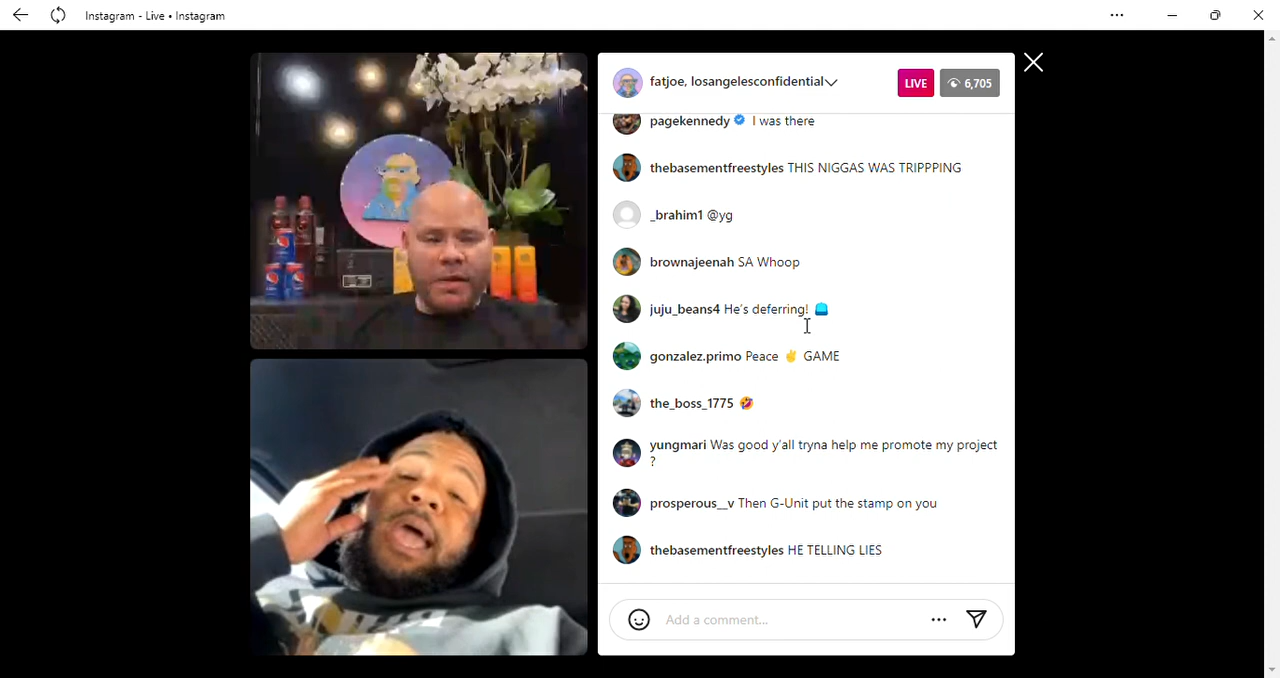 Instagram - Live • Instagram
fatjoe, losangelesconfidential
LIVE
6,705
pagekennedy I was there
thebasementfreestyles THIS NIGGAS WAS TRIPPPING
_brahim1 @yg
brownajeenah SA Whoop
juju_beans4 He's deferring! 🧢
gonzalez.primo Peace ✌ GAME
the_boss_1775 🤣
yungmari Was good y'all tryna help me promote my project
?
prosperous__v Then G-Unit put the stamp on you
thebasementfreestyles HE TELLING LIES
Add a comment...